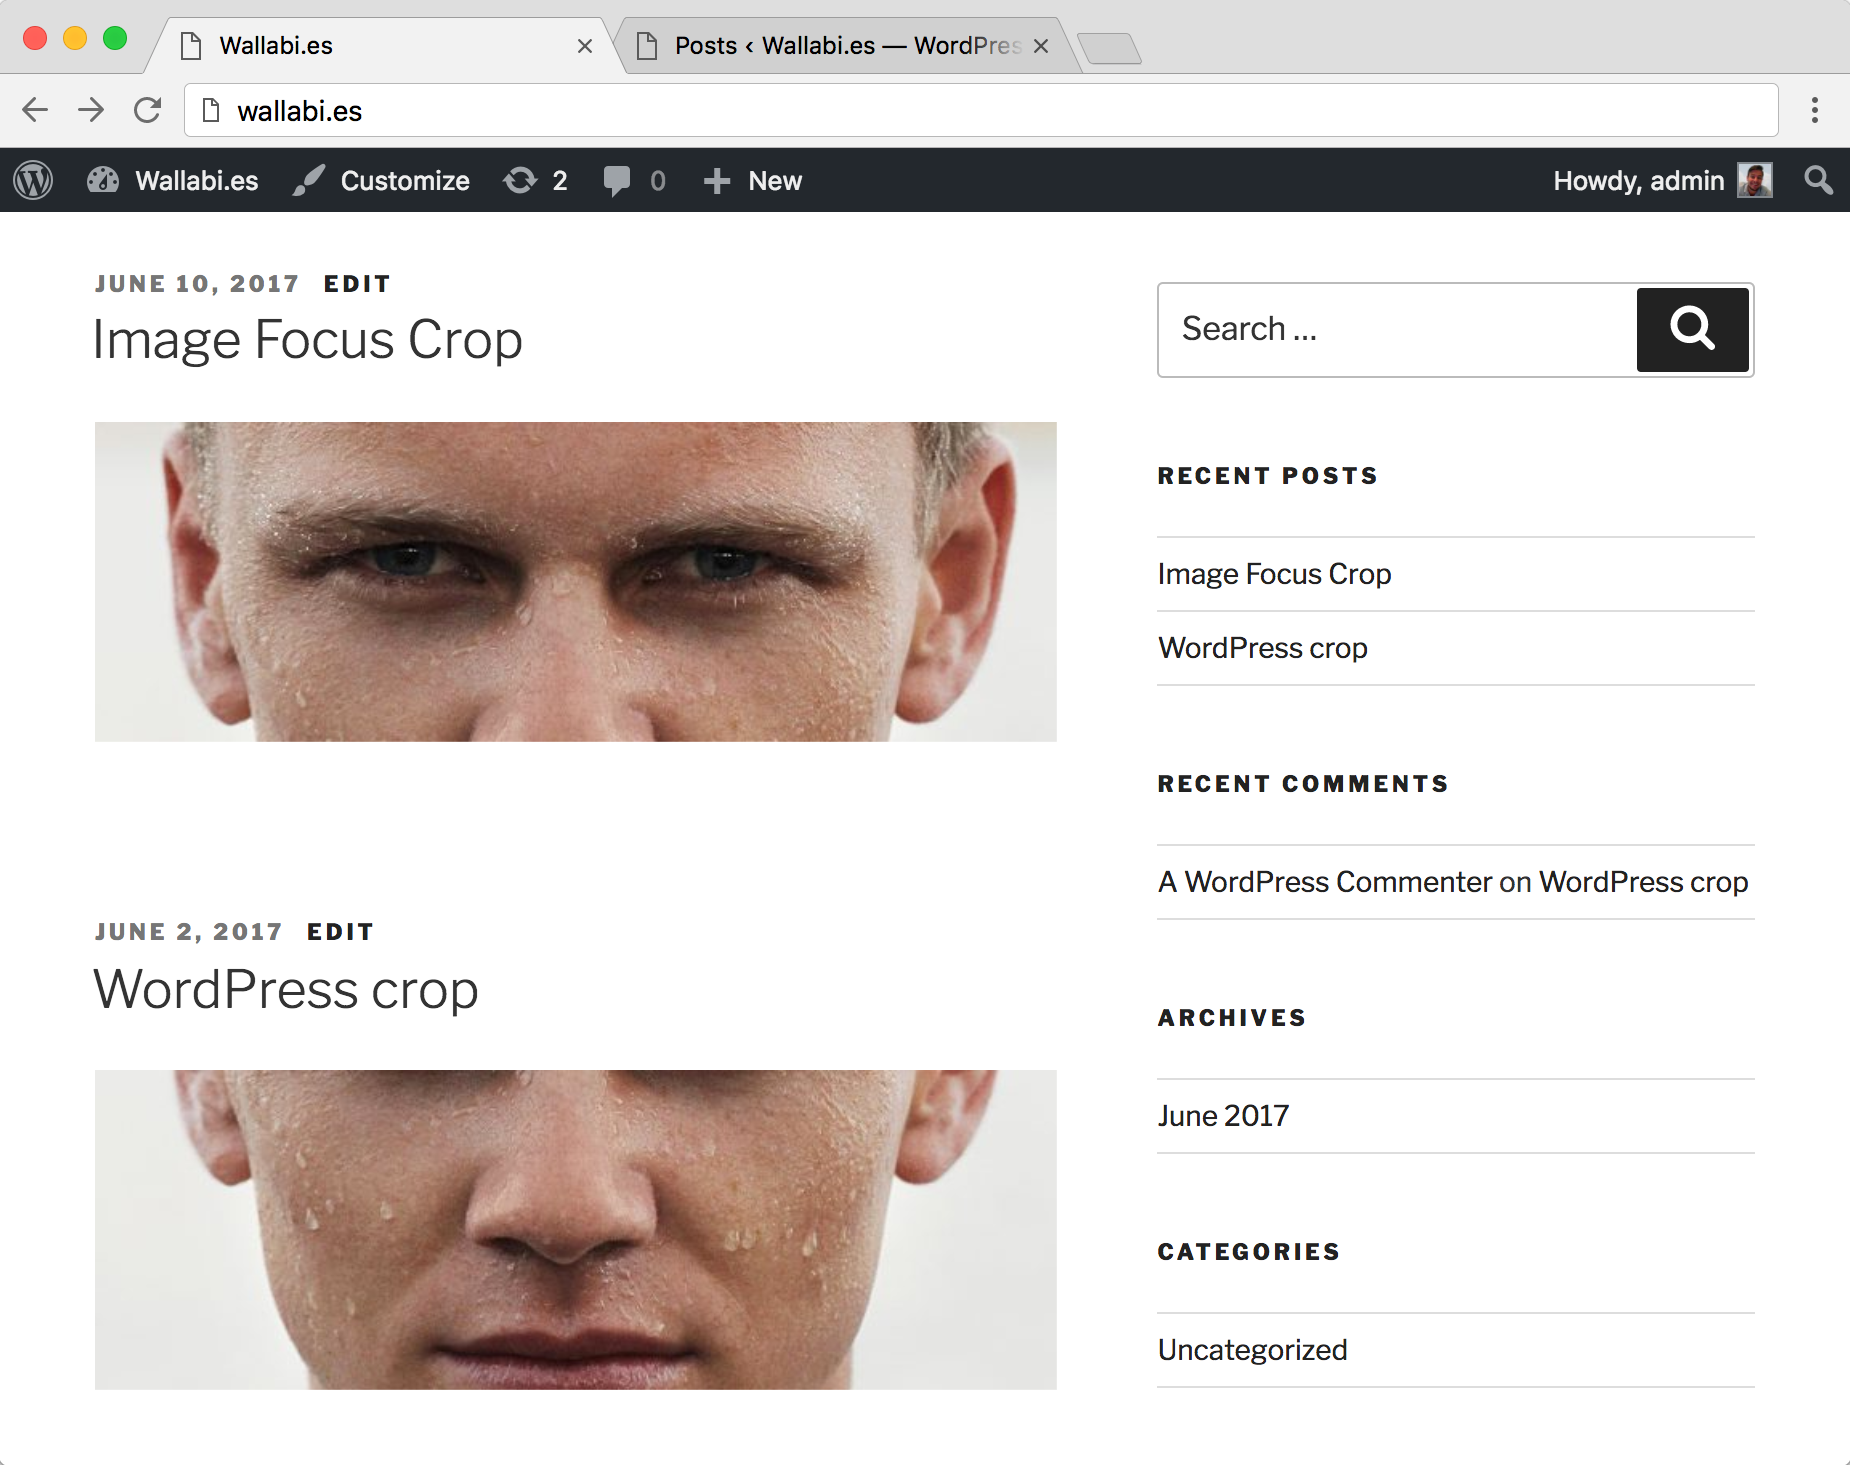 Wallabi.es
Posts ‹ Wallabi.es — WordPres
wallabi.es
Wallabi.es Customize 2 0 New Howdy, admin
JUNE 10, 2017 EDIT
Image Focus Crop
JUNE 2, 2017 EDIT
WordPress crop
Search ...
RECENT POSTS
Image Focus Crop
WordPress crop
RECENT COMMENTS
A WordPress Commenter on WordPress crop
ARCHIVES
June 2017
CATEGORIES
Uncategorized